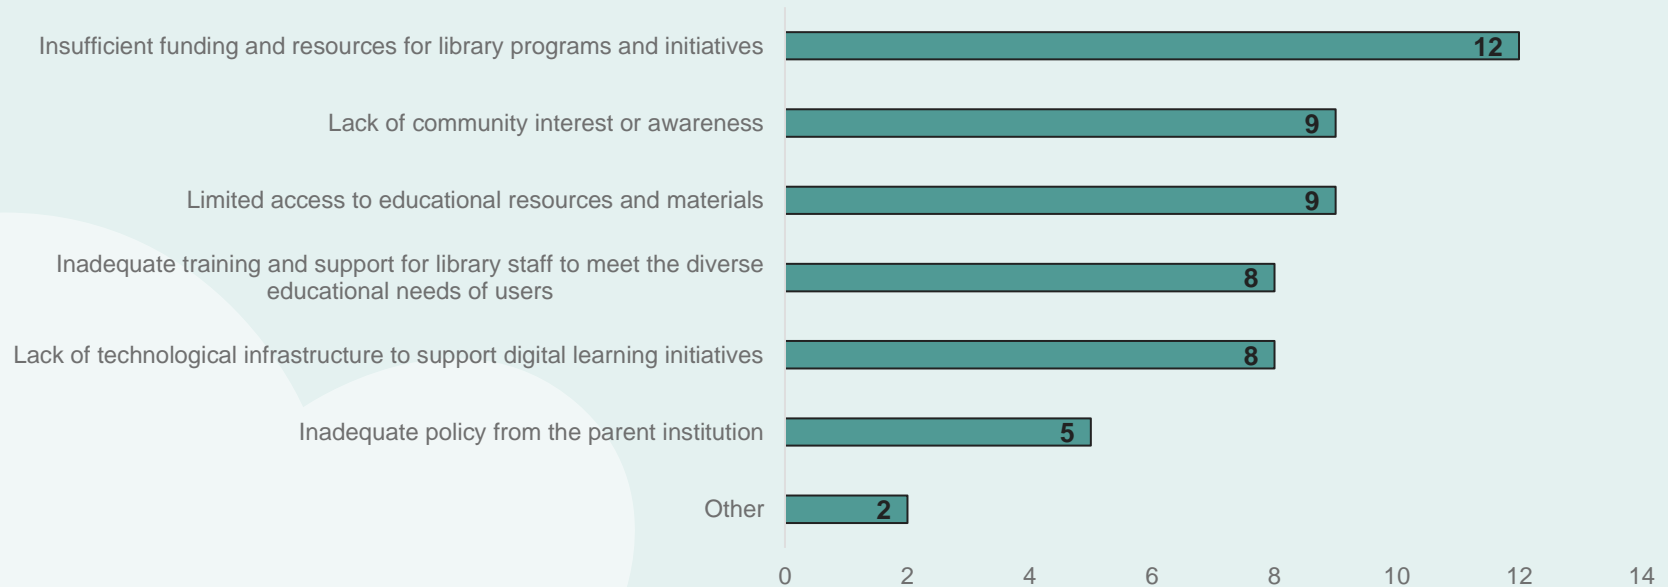 Insufficient funding and resources for library programs and initiatives
12
Lack of community interest or awareness
9
Limited access to educational resources and materials
9
Inadequate training and support for library staff to meet the diverse
educational needs of users
8
Lack of technological infrastructure to support digital learning initiatives
8
Inadequate policy from the parent institution
5
Other
2
0 2 4 6 8 10 12 14